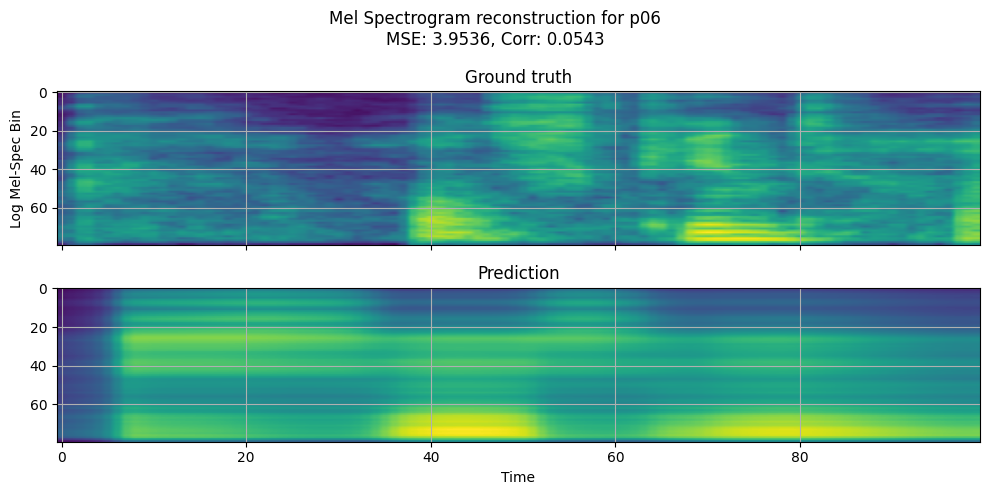 Mel Spectrogram reconstruction for p06
MSE: 3.9536, Corr: 0.0543
Ground truth
Log Mel-Spec Bin
0
20
40
60
Prediction
0
20
40
60
0 20 40 60 80
Time